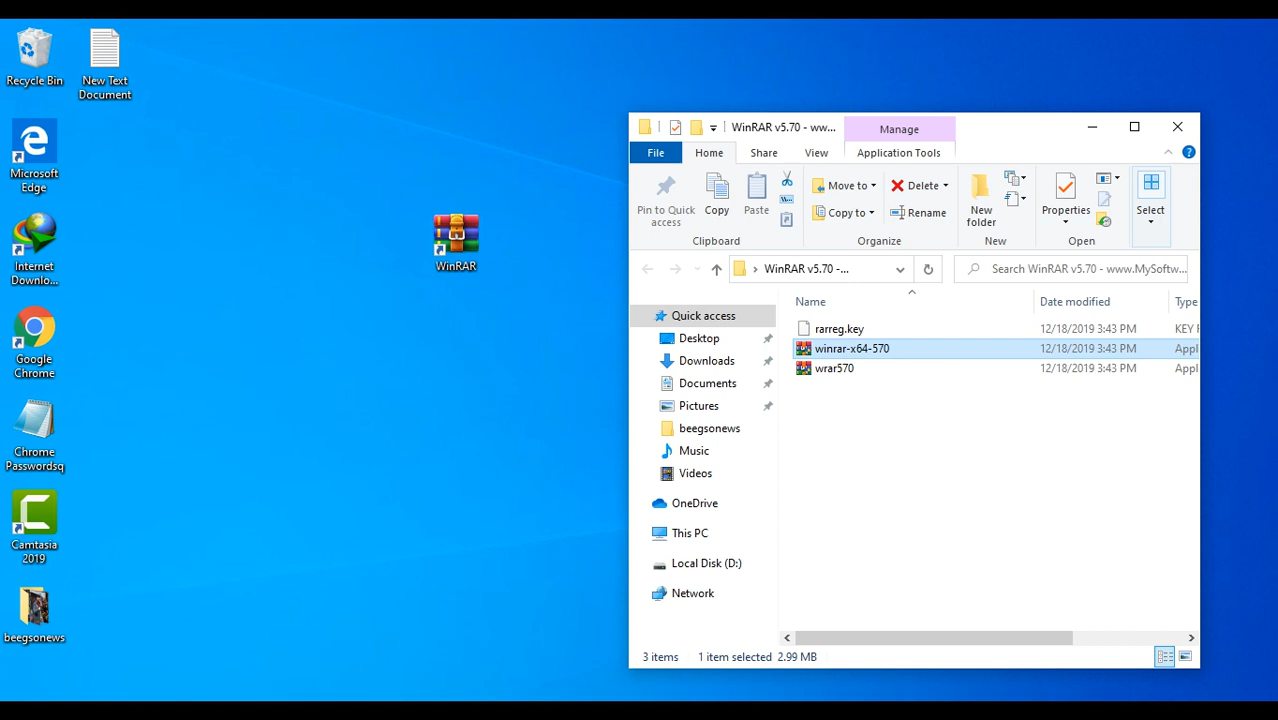 Recycle Bin
New Text
Document
Microsoft
Edge
Internet
Downlo...
Google
Chrome
Chrome
Passwordsq
Camtasia
2019
beegsonews
WinRAR
WinRAR v5.70 - ww...
Manage
File
Home
Share
View
Application Tools
Pin to Quick
access
Copy
Paste
Move to
Copy to
Delete
Rename
New
folder
Properties
Select
Clipboard
Organize
New
Open
WinRAR v5.70 -...
Search WinRAR v5.70 - www.MySoftw...
Name
Date modified
Type
rarreg.key
12/18/2019 3:43 PM
KEY F
winrar-x64-570
12/18/2019 3:43 PM
Appl
wrar570
12/18/2019 3:43 PM
Appl
Quick access
Desktop
Downloads
Documents
Pictures
beegsonews
Music
Videos
OneDrive
This PC
Local Disk (D:)
Network
3 items
1 item selected 2.99 MB